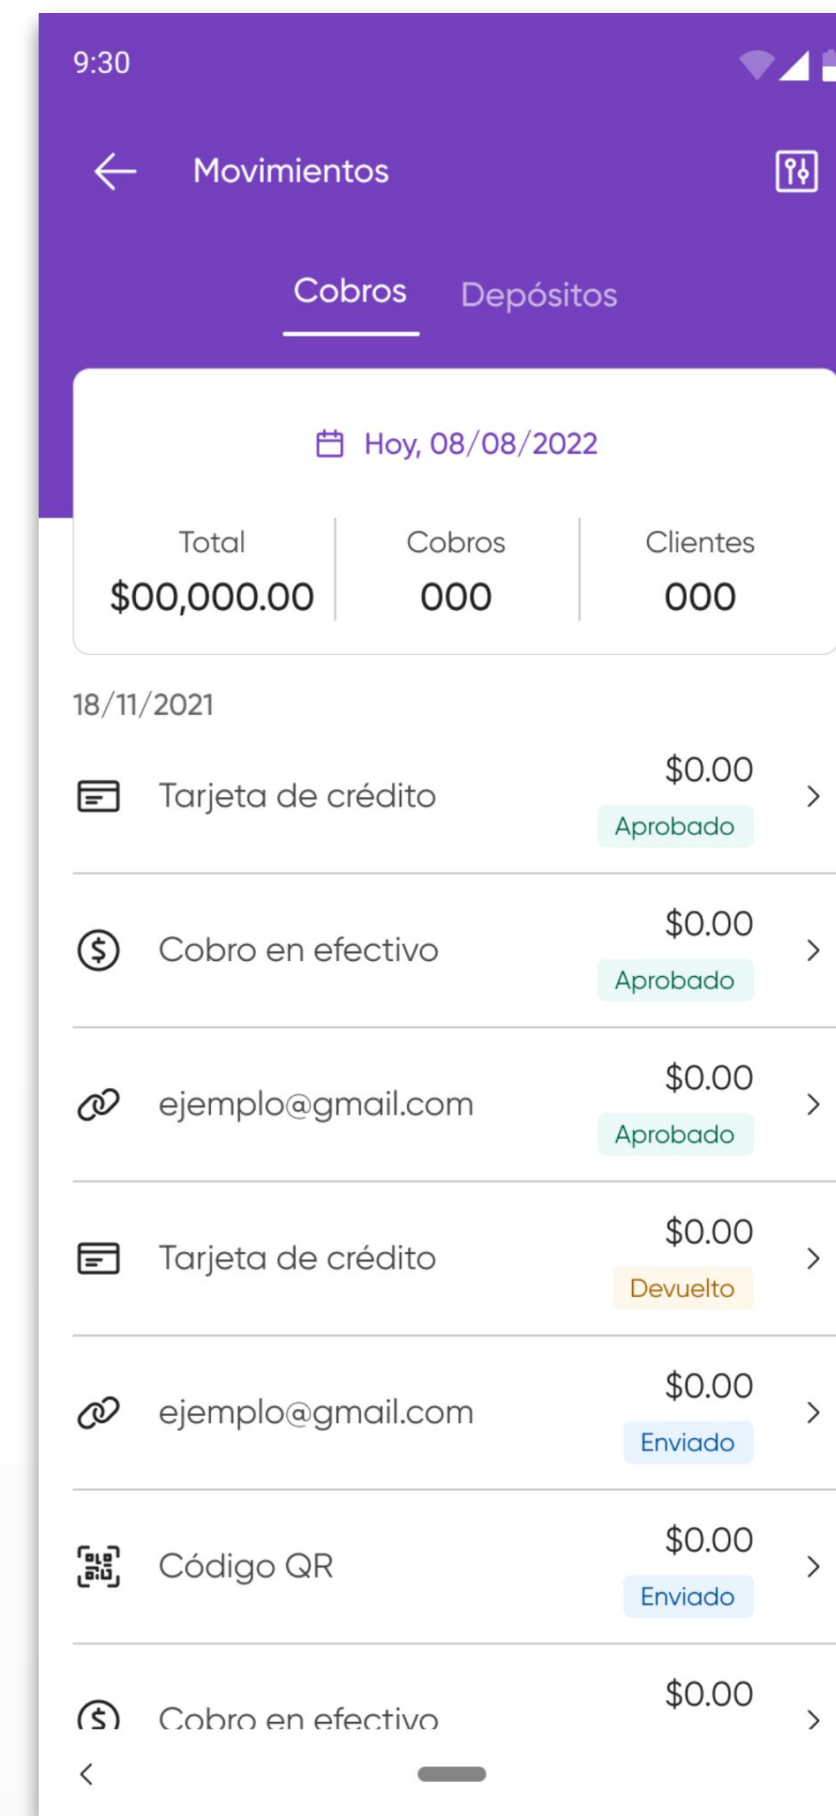 9:30
Movimientos
Cobros Depósitos
Hoy, 08/08/2022
Total Cobros Clientes
$00,000.00 000 000
18/11/2021
$0.00
Tarjeta de crédito
Aprobado
$0.00
Cobro en efectivo
Aprobado
$0.00
ejemplo@gmail.com
Aprobado
$0.00
Tarjeta de crédito
Devuelto
$0.00
ejemplo@gmail.com
Enviado
$0.00
Código QR
Enviado
$0.00
Cobro en efectivo